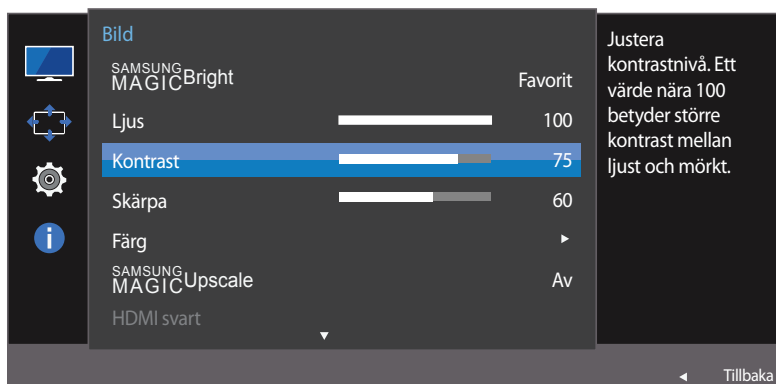 Bild
SAMSUNG
MAGICBright Favorit
Ljus 100
Kontrast 75
Skärpa 60
Färg
SAMSUNG
MAGICUpscale Av
HDMI svart
Justera
kontrastnivå. Ett
värde nära 100
betyder större
kontrast mellan
ljust och mörkt.
Tillbaka